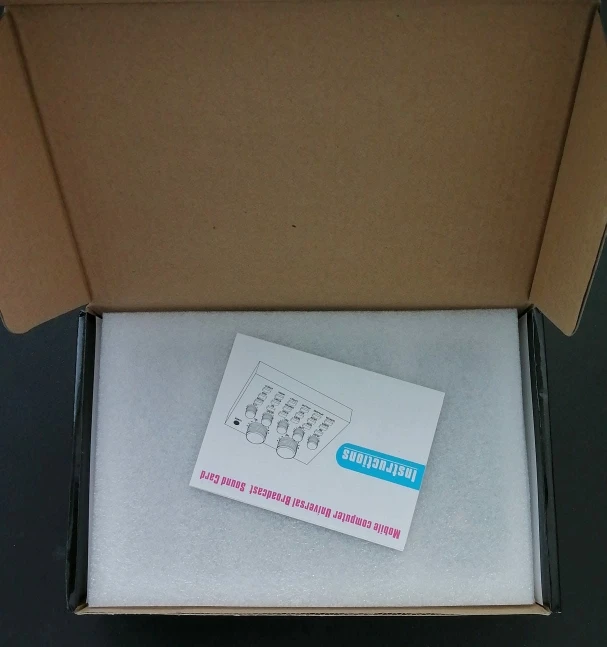 Mobile computer Universal Broadcast Sound Card
Instructions